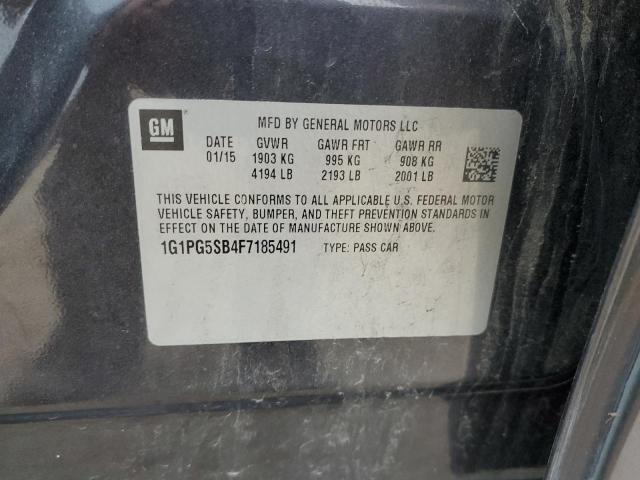 GM
MFD BY GENERAL MOTORS LLC
DATE GVWR GAWR FRT GAWR RR
01/15 1903 KG 995 KG 908 KG
4194 LB 2193 LB 2001 LB
THIS VEHICLE CONFORMS TO ALL APPLICABLE U.S. FEDERAL MOTOR
VEHICLE SAFETY, BUMPER, AND THEFT PREVENTION STANDARDS
IN EFFECT ON THE DATE OF MANUFACTURE SHOWN ABOVE.
1G1PG5SB4F7185491 TYPE: PASS CAR